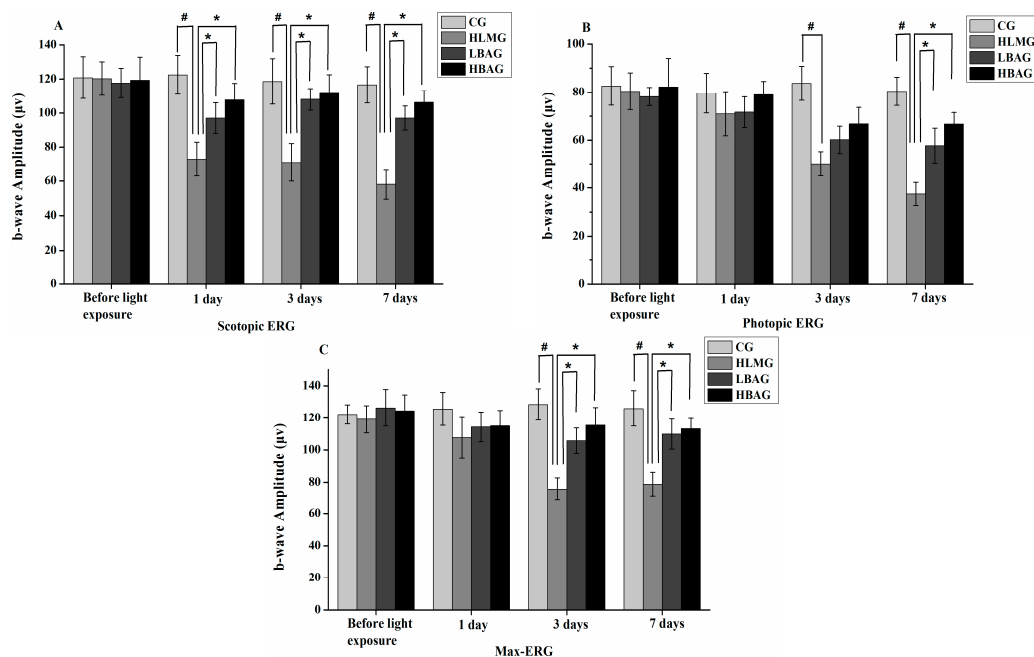 A
b-wave Amplitude (μv)
140
120
100
80
60
40
20
0
# * *
# * *
# * *
CG
HLMG
LBAG
HBAG
Before light exposure
1 day
3 days
7 days
Scotopic ERG
B
b-wave Amplitude (μv)
100
80
60
40
20
0
#
# * *
CG
HLMG
LBAG
HBAG
Before light exposure
1 day
3 days
7 days
Photopic ERG
C
b-wave Amplitude (μv)
140
120
100
80
60
40
20
0
# * *
# * *
CG
HLMG
LBAG
HBAG
Before light
exposure
1 day
3 days
7 days
Max-ERG